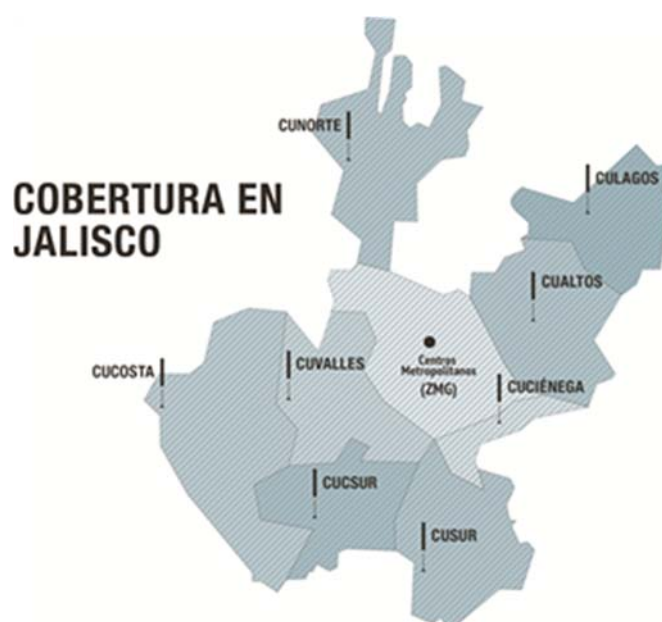 CUNORTE
CULAGOS
COBERTURA EN
JALISCO
CUALTOS
Centros
Metropolitanos
(ZMG)
CUCOSTA
CUVALLES
CUCIÉNEGA
CUCSUR
CUSUR